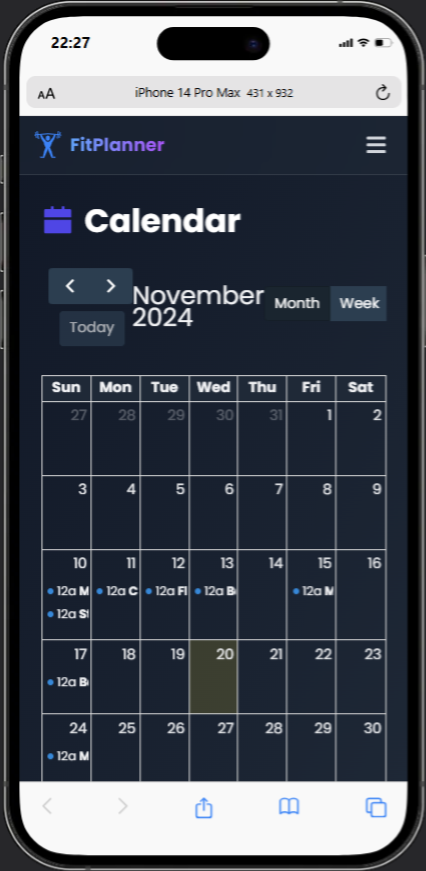 22:27
AA iPhone 14 Pro Max 431 x 932
FitPlanner
Calendar
November
2024
Month Week
Today
Sun Mon Tue Wed Thu Fri Sat
27 28 29 30 31 1 2
3 4 5 6 7 8 9
10 11 12 13 14 15 16
12a M 12a C 12a Fl 12a B 12a M
12a St
17 18 19 20 21 22 23
12a B
24 25 26 27 28 29 30
12a M